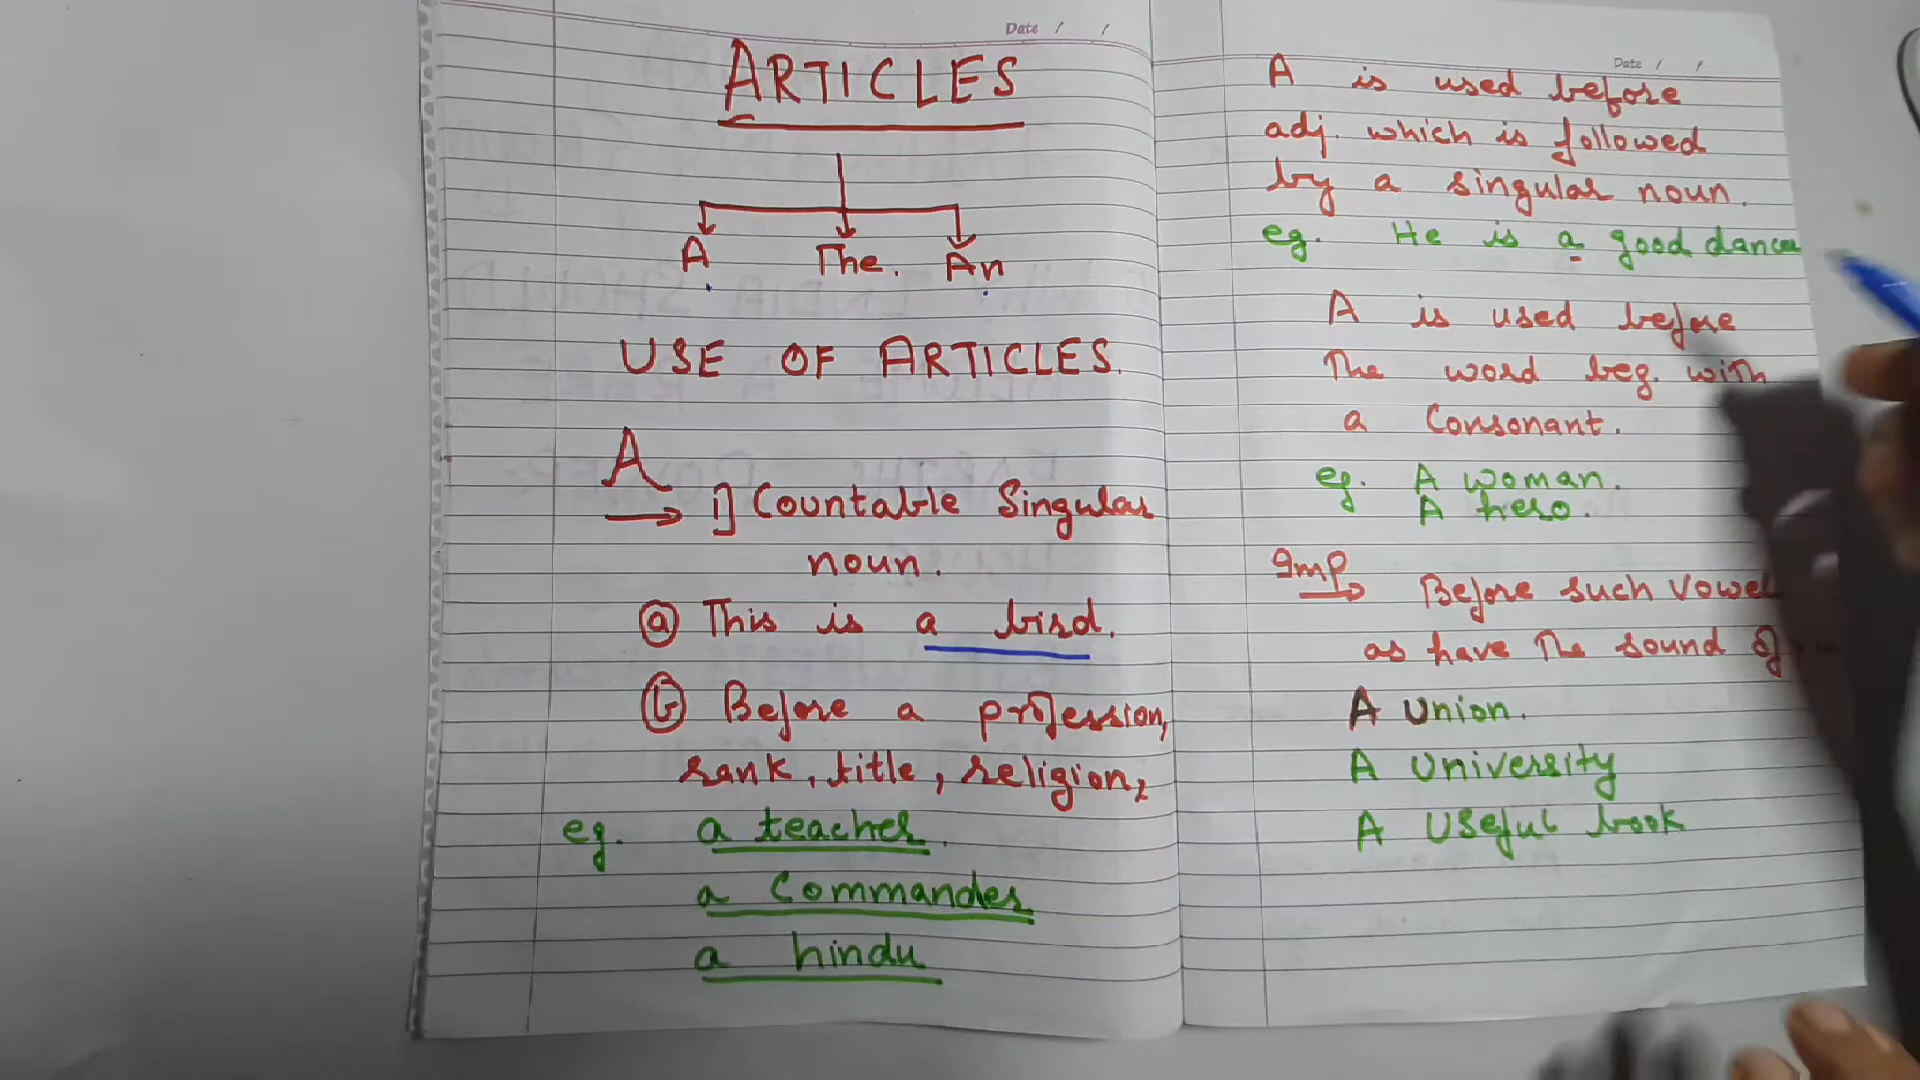 Date / /
ARTICLES
A The. An
USE OF ARTICLES.
A
→ 1] Countable Singular
noun.
ⓐ This is a bird.
ⓑ Before a profession,
rank, title, religion,
eg. a teacher.
a Commander
a hindu
Date / /
A is used before
adj. which is followed
by a singular noun.
eg. He is a good dancer
A is used before
The word beg. with
a Consonant.
eg. A woman.
A hero.
Imp → Before such Vowel
as have The sound of
A Union.
A University
A Useful book